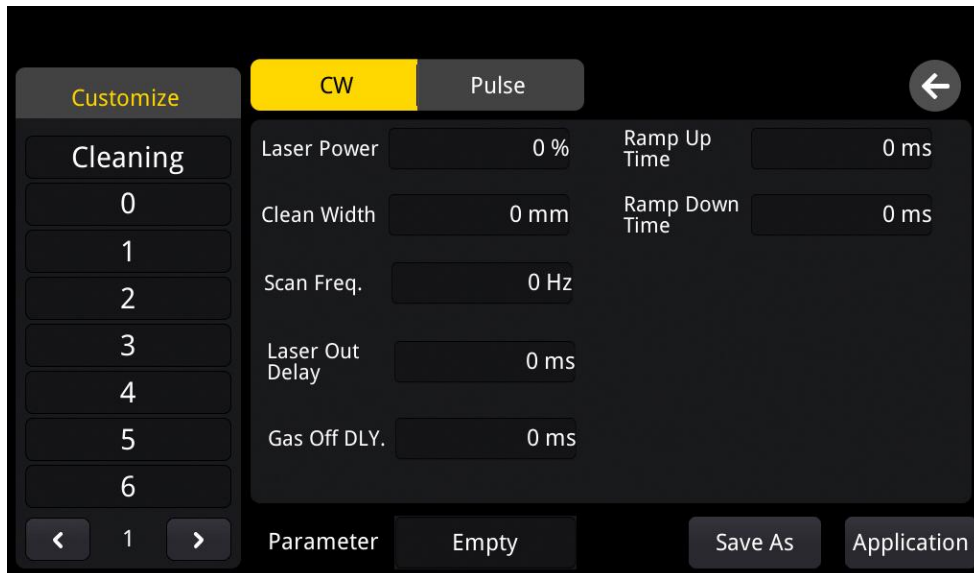 Customize
Cleaning
0
1
2
3
4
5
6
1
CW
Pulse
Laser Power
0 %
Clean Width
0 mm
Scan Freq.
0 Hz
Laser Out
Delay
0 ms
Gas Off DLY.
0 ms
Ramp Up
Time
0 ms
Ramp Down
Time
0 ms
Parameter
Empty
Save As
Application